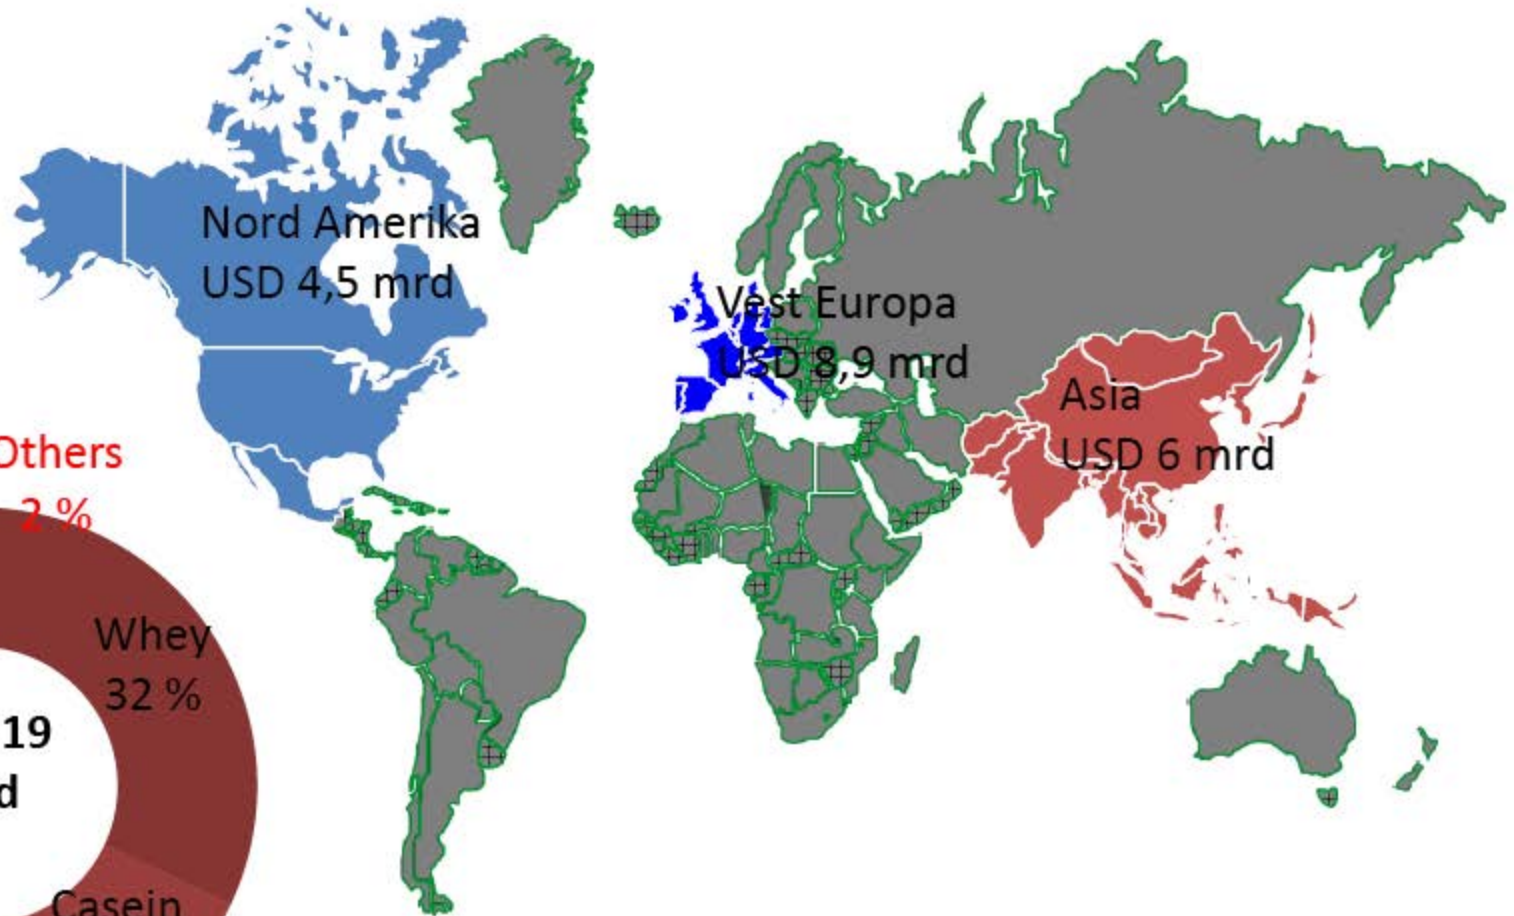 Nord Amerika
USD 4,5 mrd
Vest Europa
USD 8,9 mrd
Asia
USD 6 mrd
Others
2 %
Whey
32 %
19
d
Casein